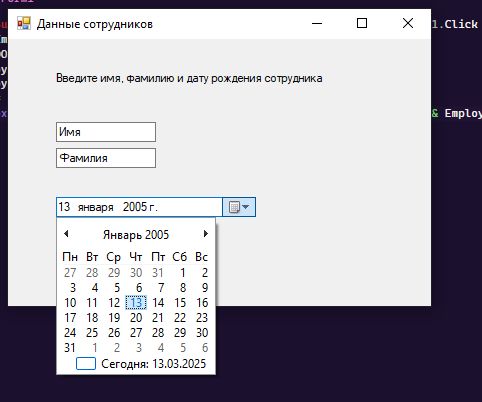 Данные сотрудников
1.Click
Введите имя, фамилию и дату рождения сотрудника
& Employ
Имя
Фамилия
13 января 2005 г.
Январь 2005
Пн Вт Ср Чт Пт Сб Вс
27 28 29 30 31 1 2
3 4 5 6 7 8 9
10 11 12 13 14 15 16
17 18 19 20 21 22 23
24 25 26 27 28 29 30
31 1 2 3 4 5 6
Сегодня: 13.03.2025